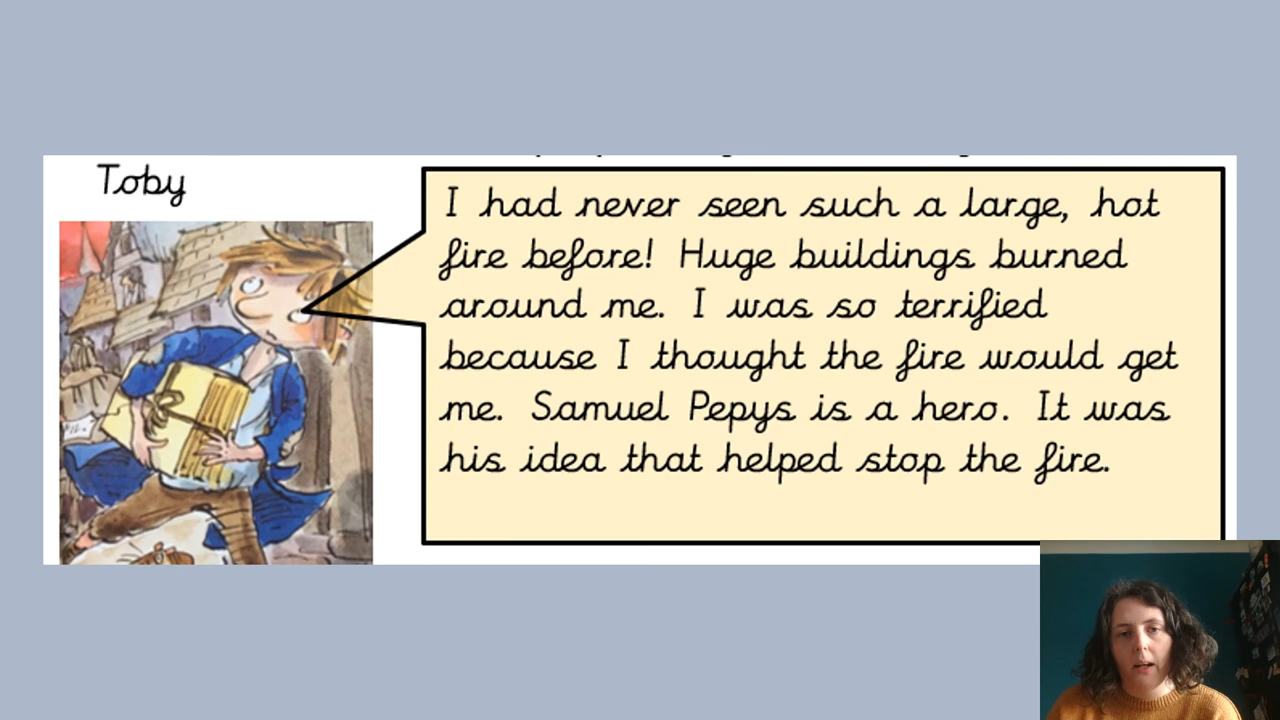 Toby
I had never seen such a large, hot
fire before! Huge buildings burned
around me. I was so terrified
because I thought the fire would get
me. Samuel Pepys is a hero. It was
his idea that helped stop the fire.